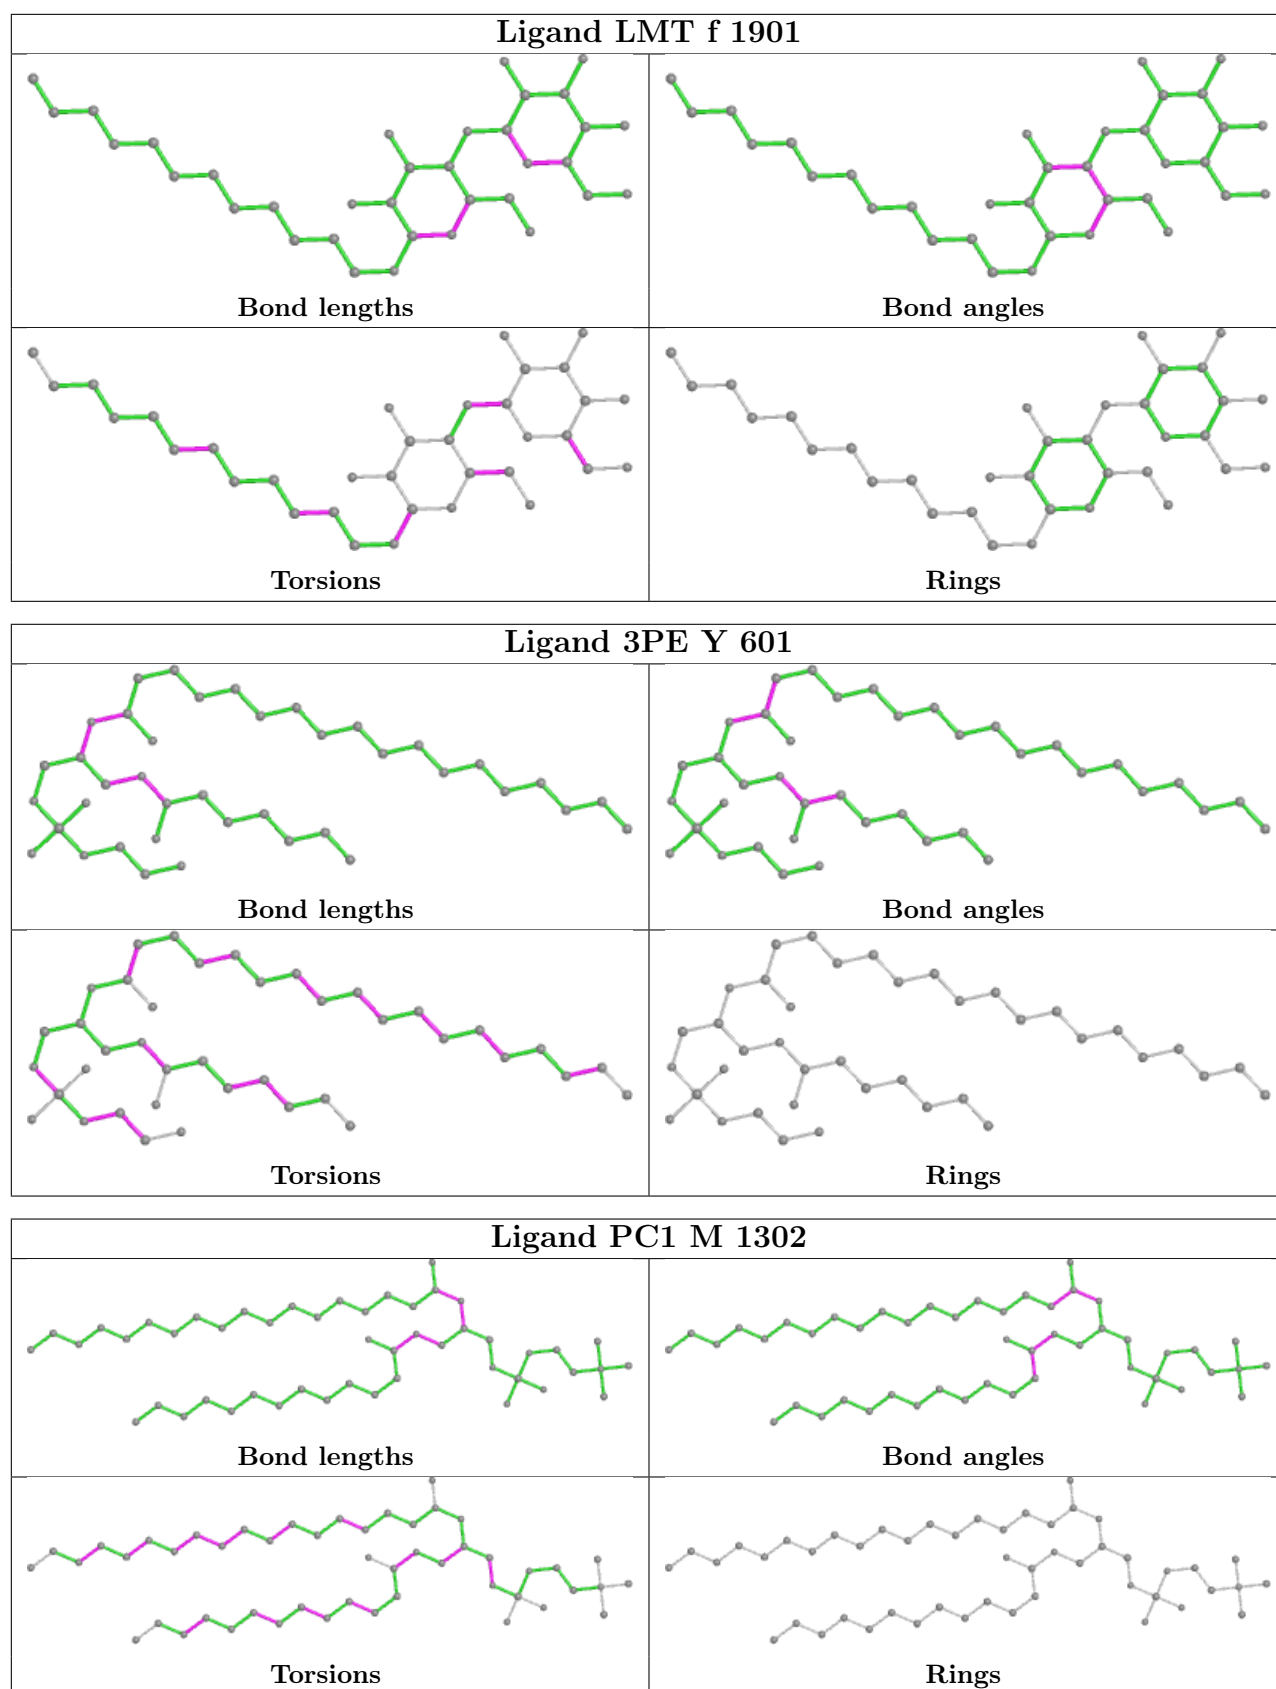 Ligand LMT f 1901
Bond lengths
Bond angles
Torsions
Rings
Ligand 3PE Y 601
Bond lengths
Bond angles
Torsions
Rings
Ligand PC1 M 1302
Bond lengths
Bond angles
Torsions
Rings